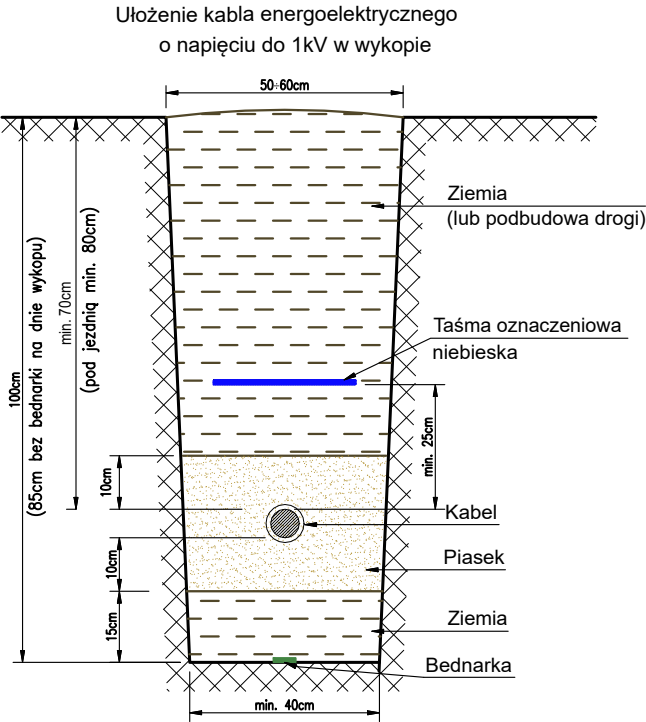 Ułożenie kabla energoelektrycznego
o napięciu do 1kV w wykopie
50÷60cm
Ziemia
(lub podbudowa drogi)
Taśma oznaczeniowa
niebieska
100cm
(85cm bez bednarki na dnie wykopu)
min. 70cm
(pod jezdnią min. 80cm)
min. 25cm
10cm
Kabel
10cm
Piasek
15cm
Ziemia
Bednarka
min. 40cm